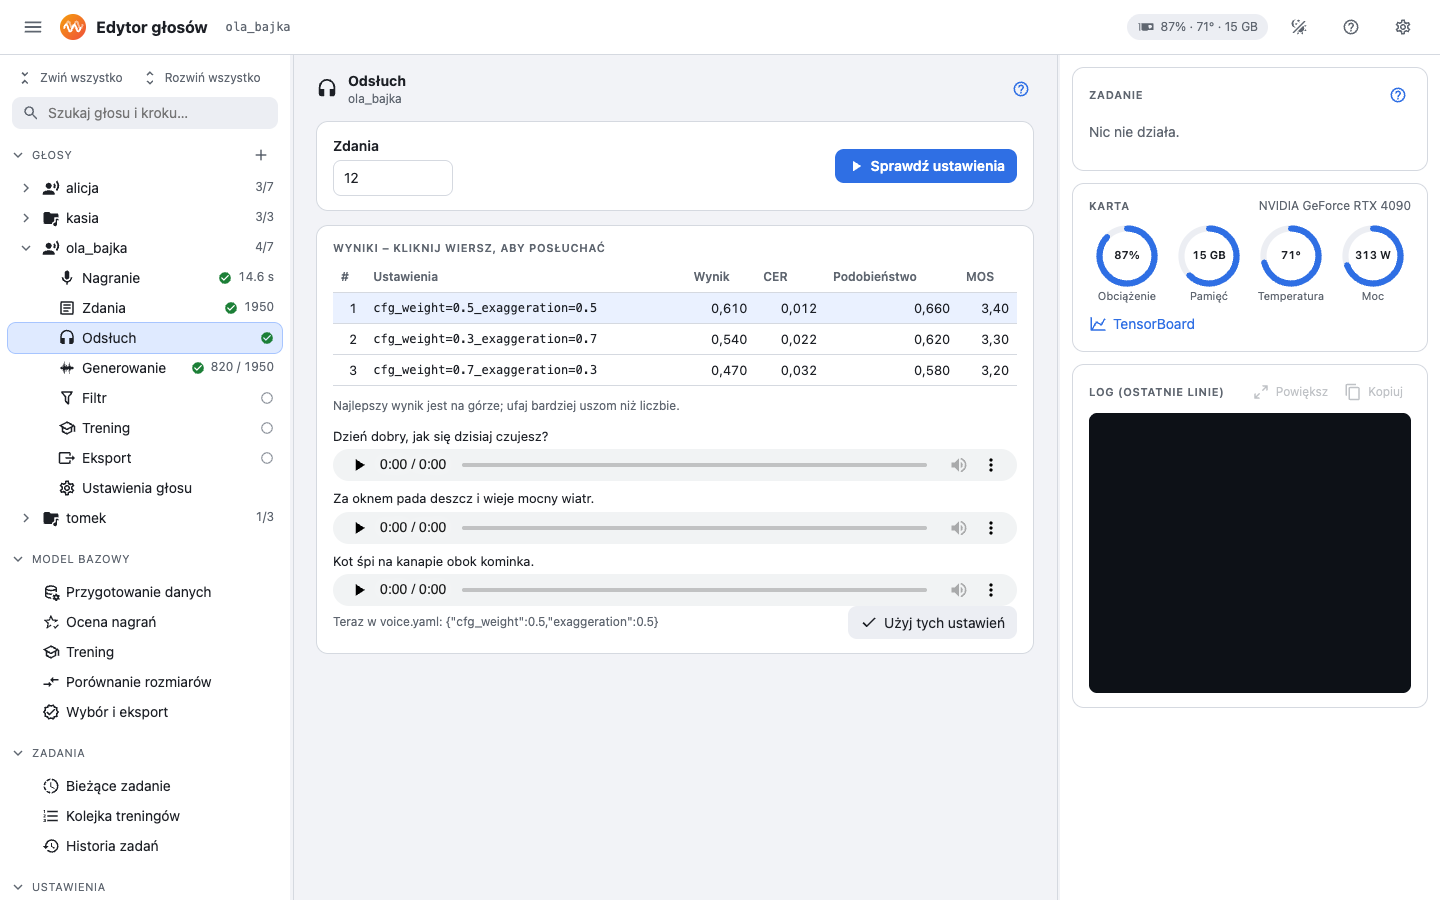 Edytor głosów
ola_bajka
87% · 71° · 15 GB
Zwiń wszystko
Rozwiń wszystko
Szukaj głosu i kroku...
GŁOSY
alicja 3/7
kasia 3/3
ola_bajka 4/7
Nagranie 14.6 s
Zdania 1950
Odsłuch
Generowanie 820 / 1950
Filtr
Trening
Eksport
Ustawienia głosu
tomek 1/3
MODEL BAZOWY
Przygotowanie danych
Ocena nagrań
Trening
Porównanie rozmiarów
Wybór i eksport
ZADANIA
Bieżące zadanie
Kolejka treningów
Historia zadań
USTAWIENIA
Odsłuch
ola_bajka
Zdania
12
Sprawdź ustawienia
WYNIKI – KLIKNIJ WIERSZ, ABY POSŁUCHAĆ
# Ustawienia Wynik CER Podobieństwo MOS
1 cfg_weight=0.5_exaggeration=0.5 0,610 0,012 0,660 3,40
2 cfg_weight=0.3_exaggeration=0.7 0,540 0,022 0,620 3,30
3 cfg_weight=0.7_exaggeration=0.3 0,470 0,032 0,580 3,20
Najlepszy wynik jest na górze; ufaj bardziej uszom niż liczbie.
Dzień dobry, jak się dzisiaj czujesz?
0:00 / 0:00
Za oknem pada deszcz i wieje mocny wiatr.
0:00 / 0:00
Kot śpi na kanapie obok kominka.
0:00 / 0:00
Teraz w voice.yaml: {"cfg_weight":0.5,"exaggeration":0.5}
Użyj tych ustawień
ZADANIE
Nic nie działa.
KARTA
NVIDIA GeForce RTX 4090
87% 15 GB 71° 313 W
Obciążenie Pamięć Temperatura Moc
TensorBoard
LOG (OSTATNIE LINIE)
Powiększ
Kopiuj